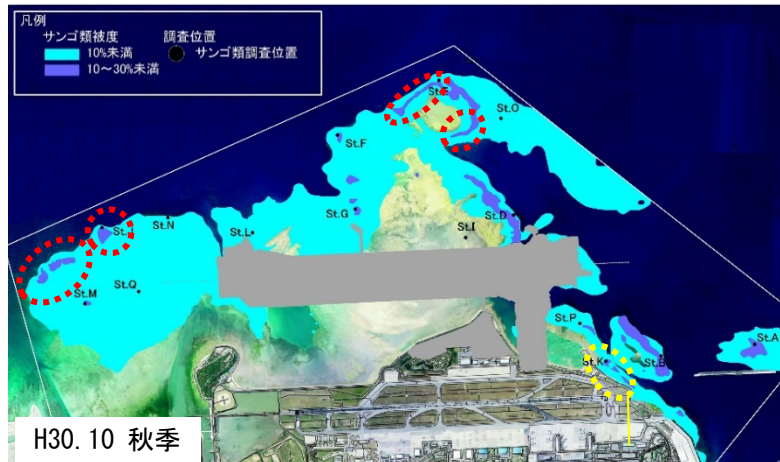 凡例
サンゴ類被度 調査位置
10%未満 サンゴ類調査位置
10~30%未満
St.O
St.F
St.G
St.D
St.N
St.L
St.I
St.Q
St.M
St.P
St.A
St.K
St.B
H30.10 秋季